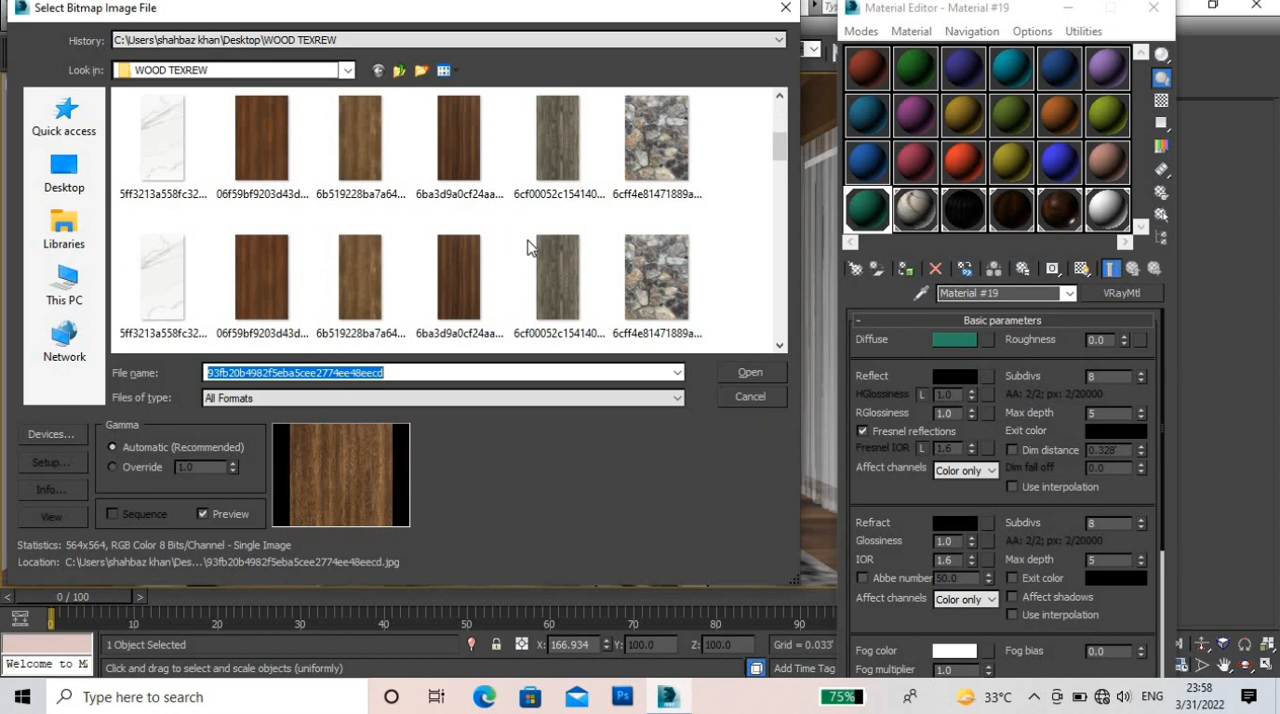 Select Bitmap Image File
History: C:\Users\shahbaz khan\Desktop\WOOD TEXREW
Look in: WOOD TEXREW
Quick access
Desktop
Libraries
This PC
Network
5ff3213a558fc32... 06f59bf9203d43d... 6b519228ba7a64... 6ba3d9a0cf24aa... 6cf00052c154140... 6cff4e81471889a...
5ff3213a558fc32... 06f59bf9203d43d... 6b519228ba7a64... 6ba3d9a0cf24aa... 6cf00052c154140... 6cff4e81471889a...
File name: 93fb20b4982f5eba5cee2774ee48eecd Open
Files of type: All Formats Cancel
Devices...
Setup...
Info...
View
Gamma
Automatic (Recommended)
Override 1.0
Sequence Preview
Statistics: 564x564, RGB Color 8 Bits/Channel - Single Image
Location: C:\Users\shahbaz khan\Des...\93fb20b4982f5eba5cee2774ee48eecd.jpg
Material Editor - Material #19
Modes Material Navigation Options Utilities
Material #19 VRayMtl
- Basic parameters
Diffuse Roughness 0.0
Reflect Subdivs 8
HGlossiness L 1.0 AA: 2/2; px: 2/20000
RGlossiness 1.0 Max depth 5
Fresnel reflections Exit color
Fresnel IOR L 1.6 Dim distance 0.328'
Affect channels Color only Dim fall off 0.0
Use interpolation
Refract Subdivs 8
Glossiness 1.0 AA: 2/2; px: 2/20000
IOR 1.6 Max depth 5
Abbe number 50.0 Exit color
Affect channels Color only Affect shadows
Use interpolation
Fog color Fog bias 0.0
Fog multiplier 1.0
< 0 / 100 >
0 10 20 30 40 50 60 70 80 90
1 Object Selected X: 166.934 Y: 100.0 Z: 100.0 Grid = 0.033'
Welcome to Click and drag to select and scale objects (uniformly) Add Time Tag
Type here to search 75% 33°C ENG 23:58
3/31/2022